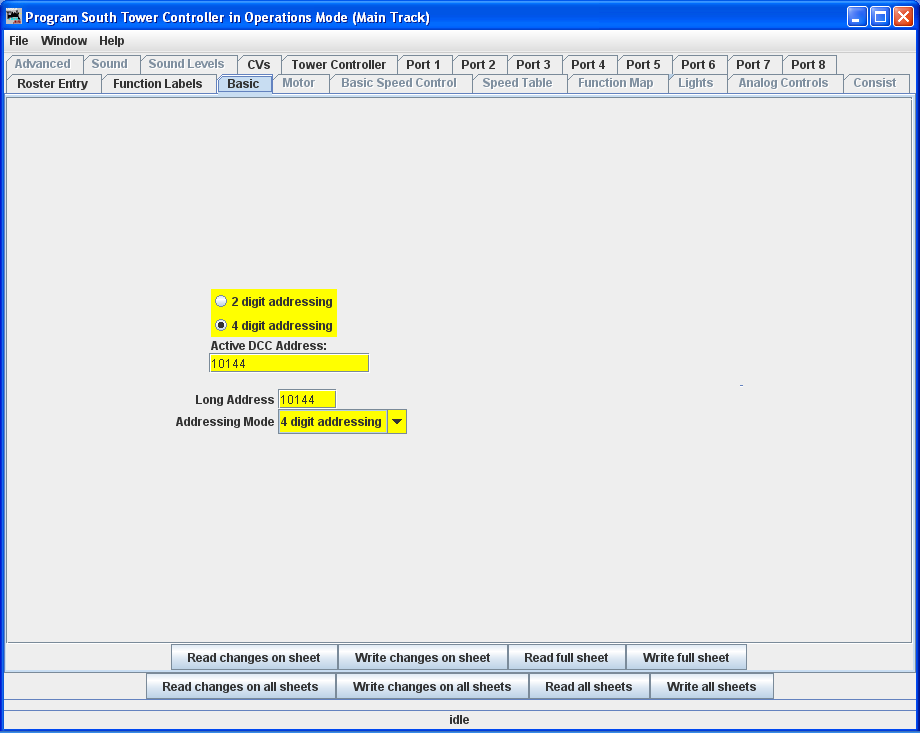 Program South Tower Controller in Operations Mode (Main Track)
File Window Help
Advanced Sound Sound Levels CVs Tower Controller Port 1 Port 2 Port 3 Port 4 Port 5 Port 6 Port 7 Port 8
Roster Entry Function Labels Basic Motor Basic Speed Control Speed Table Function Map Lights Analog Controls Consist
2 digit addressing
4 digit addressing
Active DCC Address:
10144
Long Address 10144
Addressing Mode 4 digit addressing
Read changes on sheet Write changes on sheet Read full sheet Write full sheet
Read changes on all sheets Write changes on all sheets Read all sheets Write all sheets
idle